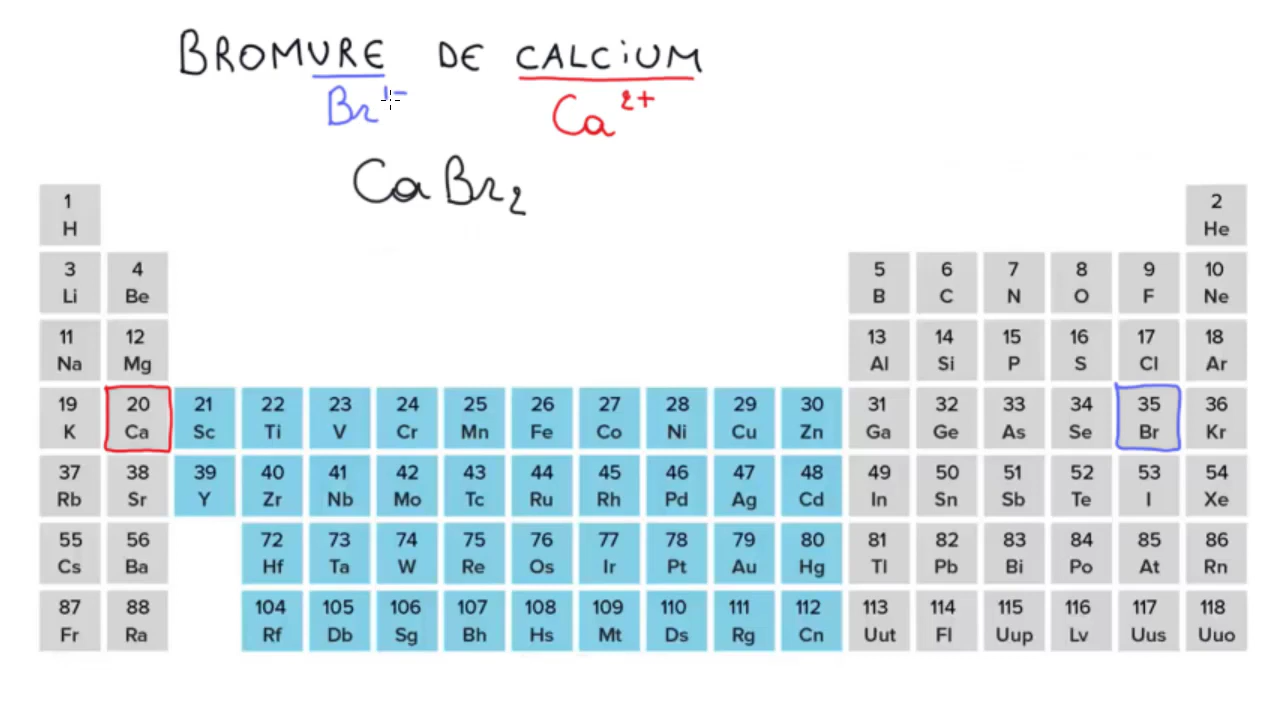 BROMURE DE CALCIUM
Br 1- Ca 2+
CaBr2
1 2
H He
3 4 5 6 7 8 9 10
Li Be B C N O F Ne
11 12 13 14 15 16 17 18
Na Mg Al Si P S Cl Ar
19 20 21 22 23 24 25 26 27 28 29 30 31 32 33 34 35 36
K Ca Sc Ti V Cr Mn Fe Co Ni Cu Zn Ga Ge As Se Br Kr
37 38 39 40 41 42 43 44 45 46 47 48 49 50 51 52 53 54
Rb Sr Y Zr Nb Mo Tc Ru Rh Pd Ag Cd In Sn Sb Te I Xe
55 56 72 73 74 75 76 77 78 79 80 81 82 83 84 85 86
Cs Ba Hf Ta W Re Os Ir Pt Au Hg Tl Pb Bi Po At Rn
87 88 104 105 106 107 108 109 110 111 112 113 114 115 116 117 118
Fr Ra Rf Db Sg Bh Hs Mt Ds Rg Cn Uut Fl Uup Lv Uus Uuo